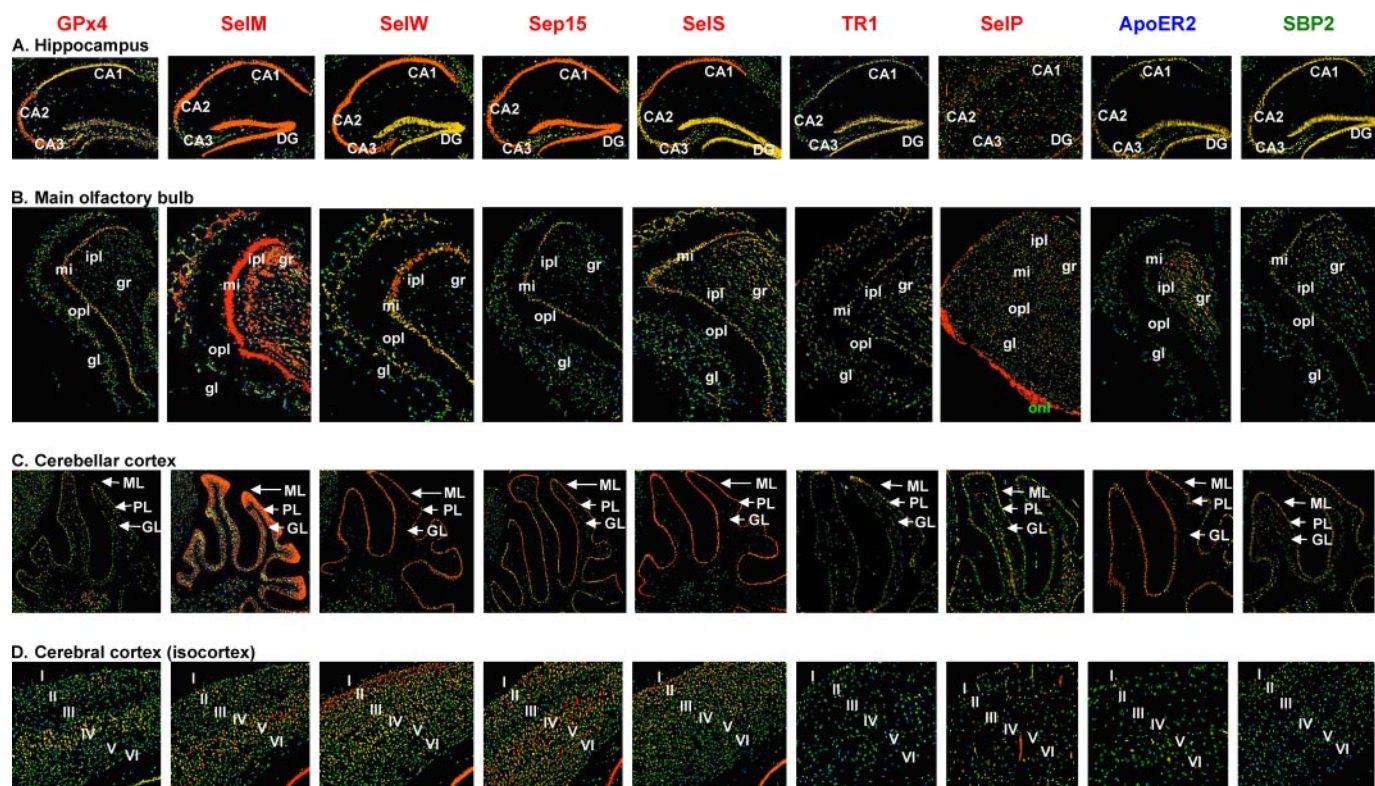 GPx4 SelM SelW Sep15 SelS TR1 SelP ApoER2 SBP2
A. Hippocampus
CA1 CA1 CA1 CA1 CA1 CA1 CA1 CA1 CA1
CA2 CA2 CA2 CA2 CA2 CA2 CA2 CA2 CA2
CA3 DG CA3 DG CA3 DG CA3 DG CA3 DG CA3 DG CA3 DG CA3 DG CA3 DG
B. Main olfactory bulb
mi ipl gr opl gl
mi ipl gr opl gl
ipl gr mi opl gl
ipl gr mi opl gl
mi gr ipl opl gl
ipl gr mi opl gl
ipl gr mi opl gl onl
mi ipl gr opl gl
mi gr ipl opl gl
C. Cerebellar cortex
ML ML ML ML ML ML ML ML ML
PL PL PL PL PL PL PL PL PL
GL GL GL GL GL GL GL GL GL
D. Cerebral cortex (isocortex)
I II III IV V VI
I II III IV V VI
I II III IV V VI
I II III IV V VI
I II III IV V VI
I II III IV V VI
I II III IV V VI
I II III IV V VI
I II III IV V VI